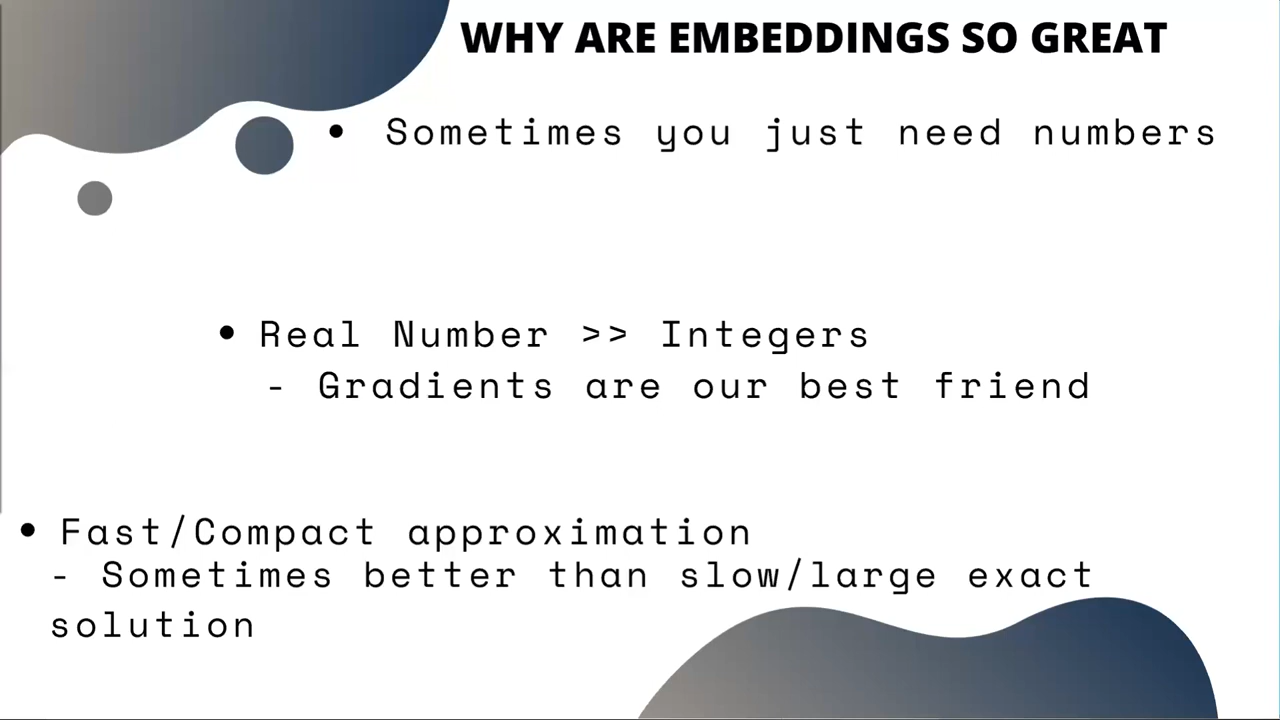 WHY ARE EMBEDDINGS SO GREAT
• Sometimes you just need numbers
• Real Number >> Integers
- Gradients are our best friend
• Fast/Compact approximation
- Sometimes better than slow/large exact
solution